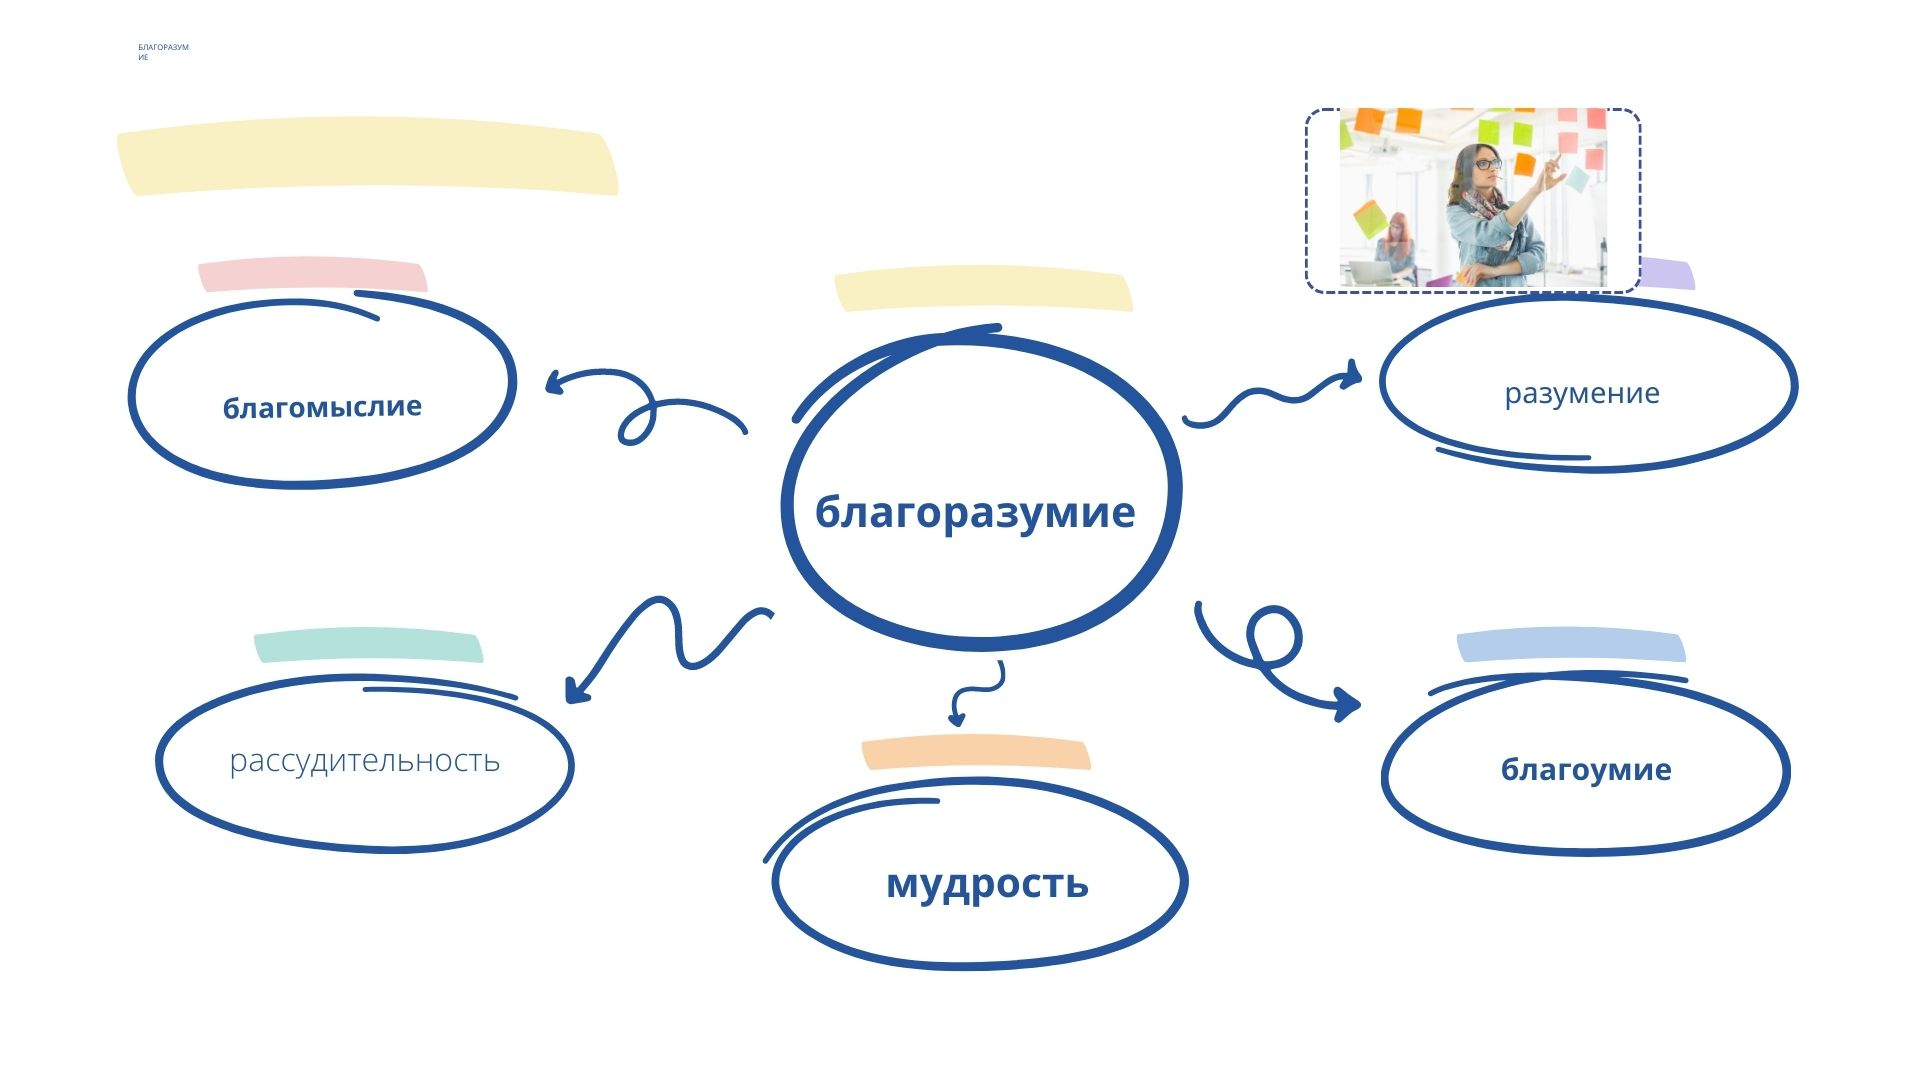 БЛАГОРАЗУМ
ИЕ
благомыслие
разумение
благоразумие
рассудительность
благоумие
мудрость